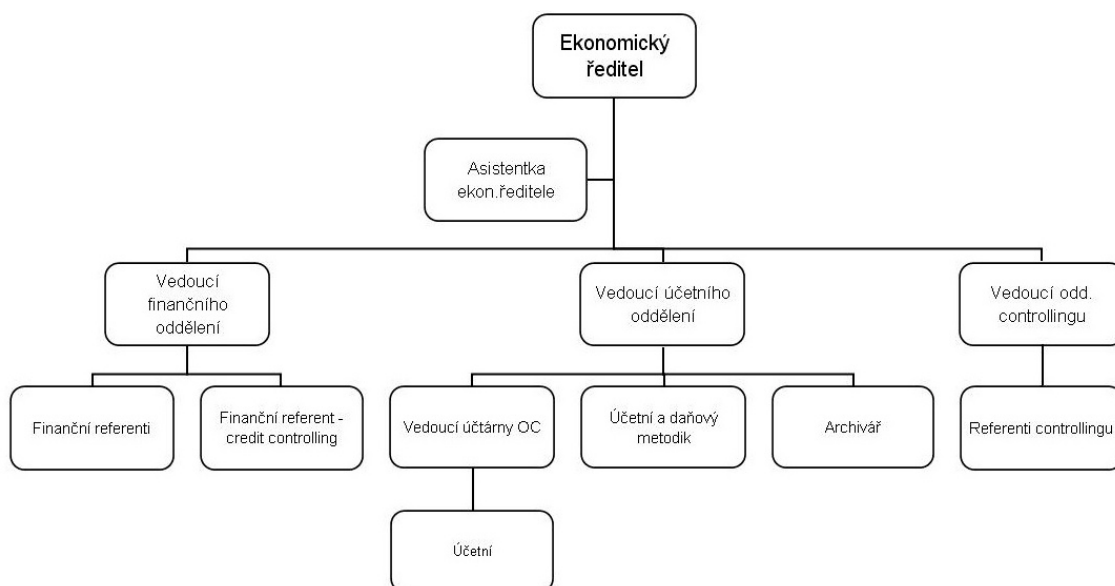 Ekonomický
ředitel
Asistentka
ekon.ředitele
Vedoucí
finančního
oddělení
Vedoucí účetního
oddělení
Vedoucí odd.
controllingu
Finanční referenti
Finanční referent -
credit controlling
Vedoucí účtárny OC
Účetní a daňový
metodik
Archivář
Referenti controllingu
Účetní